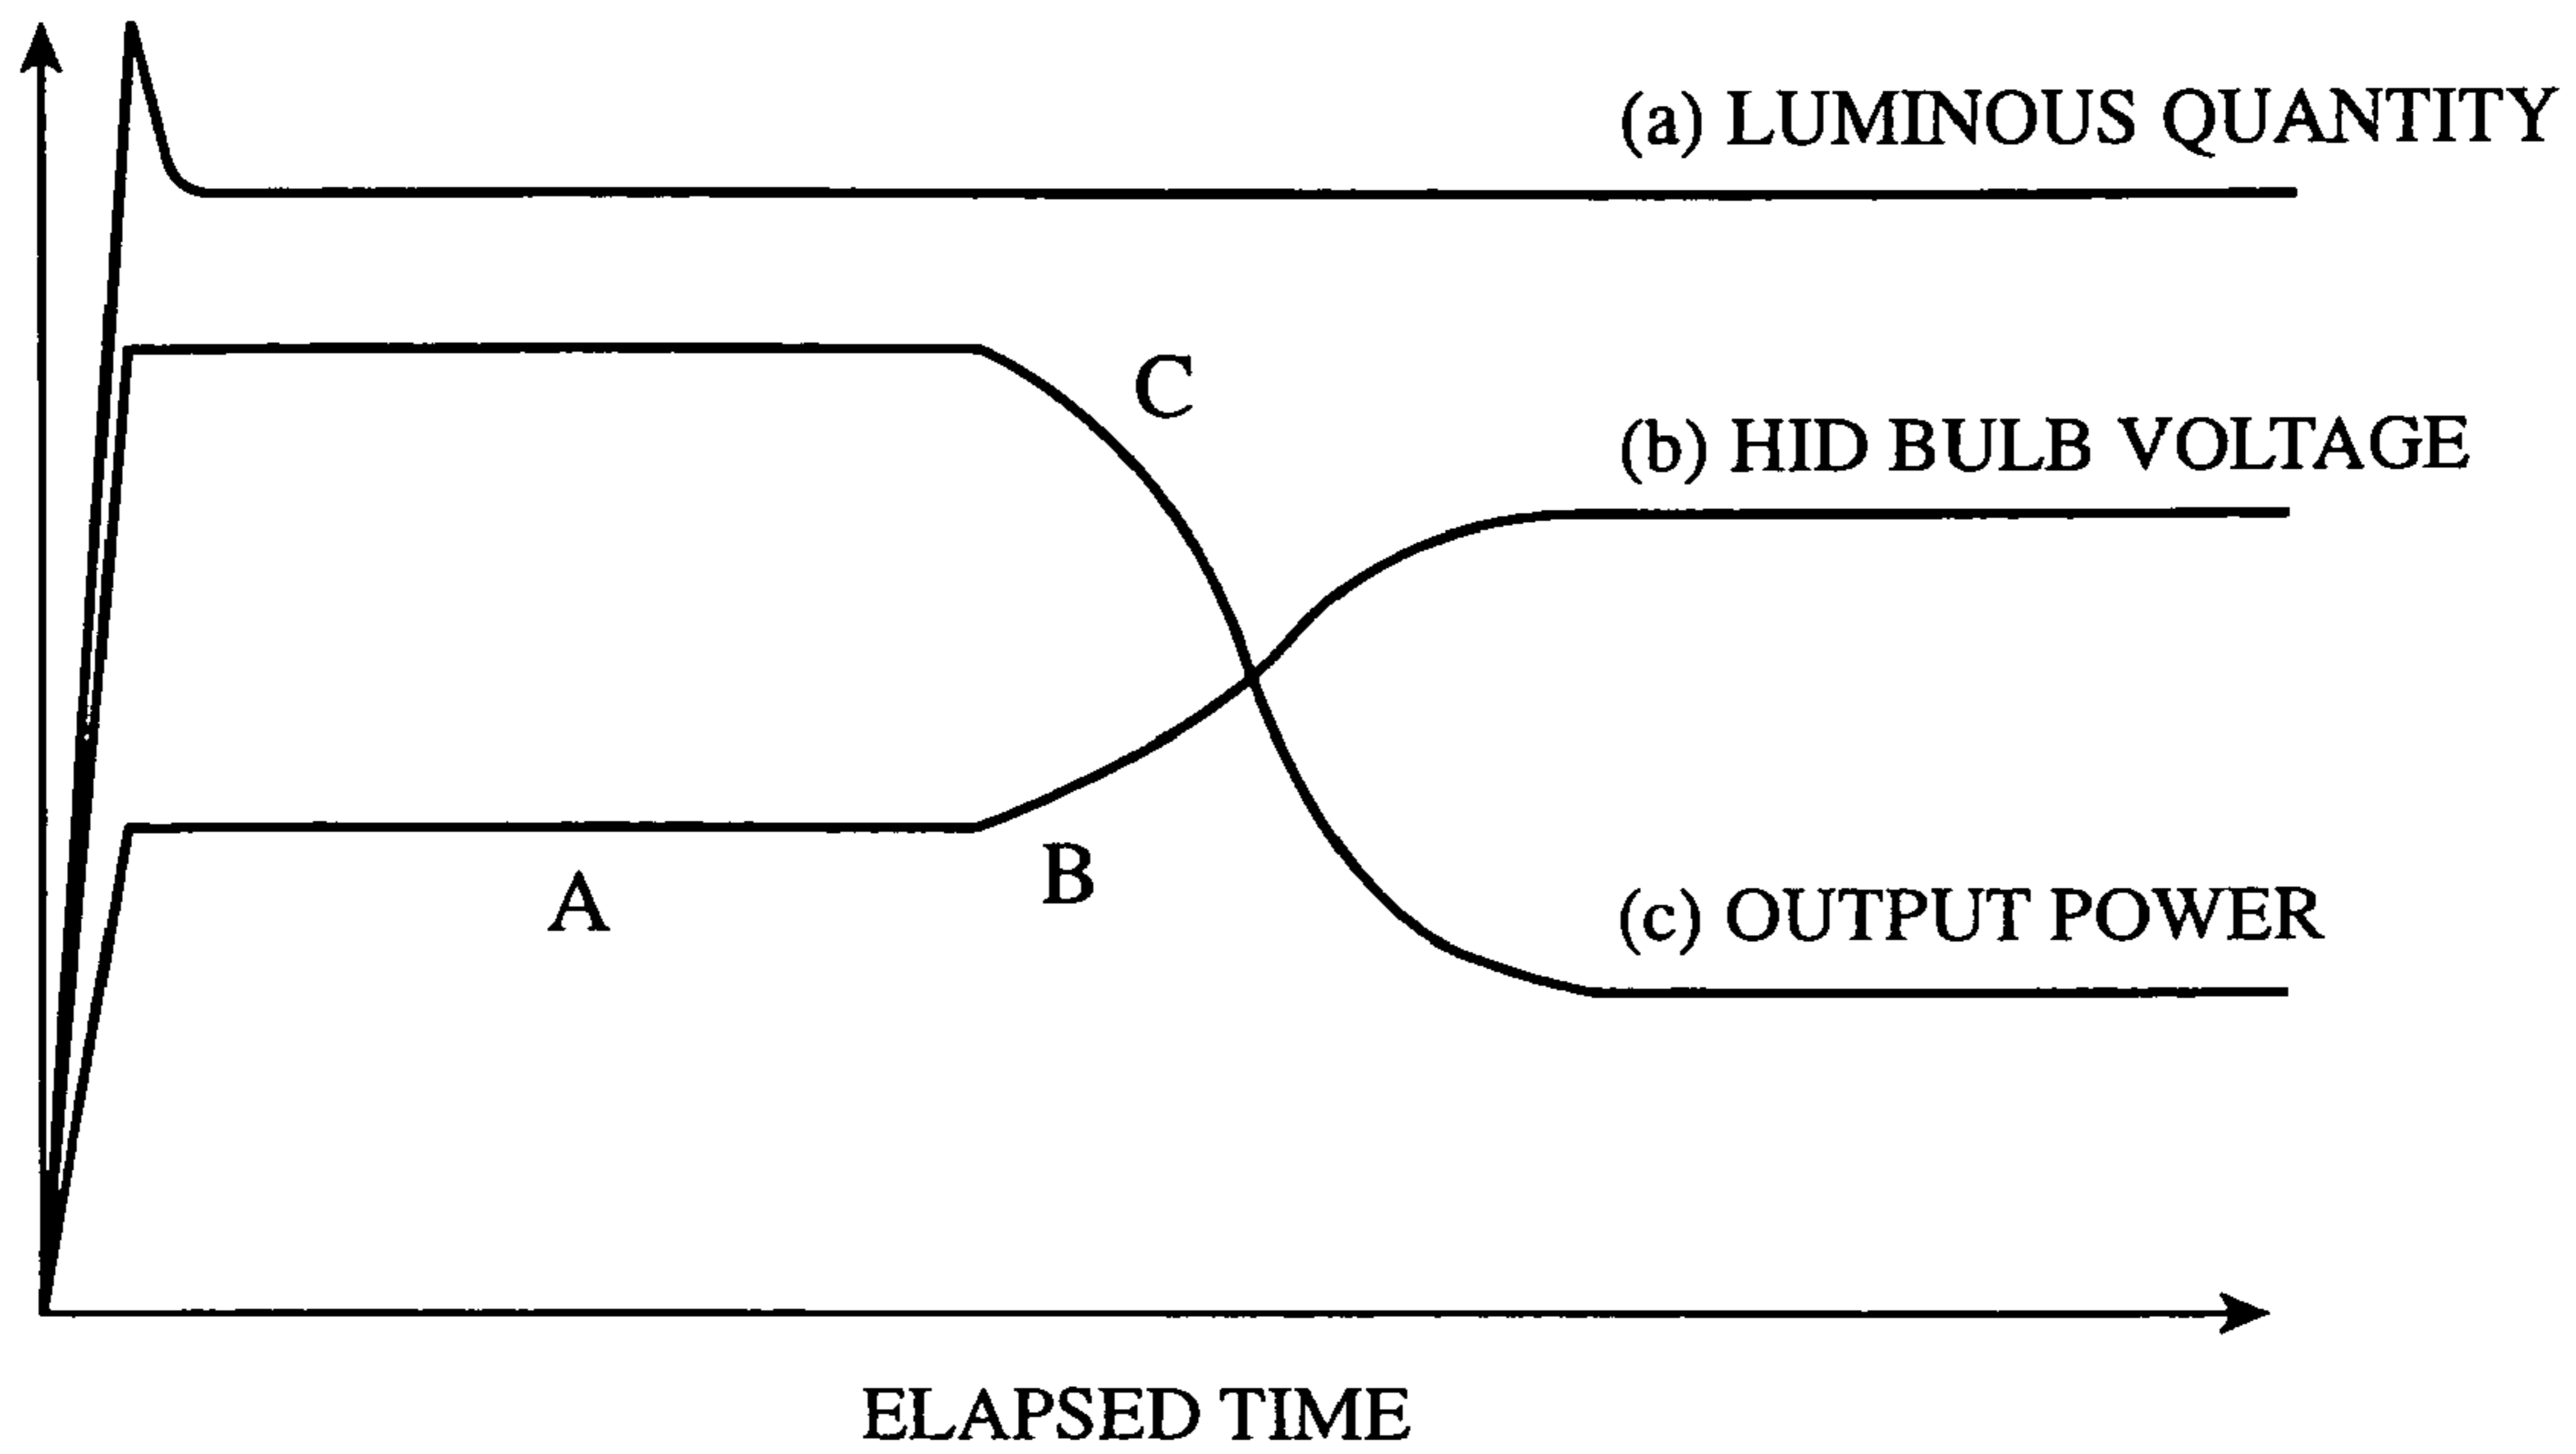 (a) LUMINOUS QUANTITY
C
(b) HID BULB VOLTAGE
B
A
(c) OUTPUT POWER
ELAPSED TIME